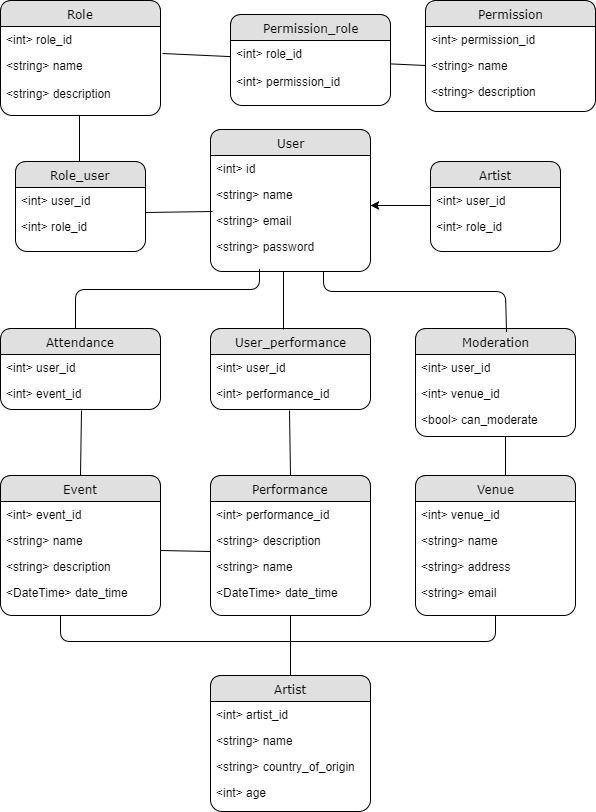 Role
<int> role_id
<string> name
<string> description
Permission_role
<int> role_id
<int> permission_id
Permission
<int> permission_id
<string> name
<string> description
Role_user
<int> user_id
<int> role_id
User
<int> id
<string> name
<string> email
<string> password
Artist
<int> user_id
<int> role_id
Attendance
<int> user_id
<int> event_id
User_performance
<int> user_id
<int> performance_id
Moderation
<int> user_id
<int> venue_id
<bool> can_moderate
Event
<int> event_id
<string> name
<string> description
<DateTime> date_time
Performance
<int> performance_id
<string> description
<string> name
<DateTime> date_time
Venue
<int> venue_id
<string> name
<string> address
<string> email
Artist
<int> artist_id
<string> name
<string> country_of_origin
<int> age